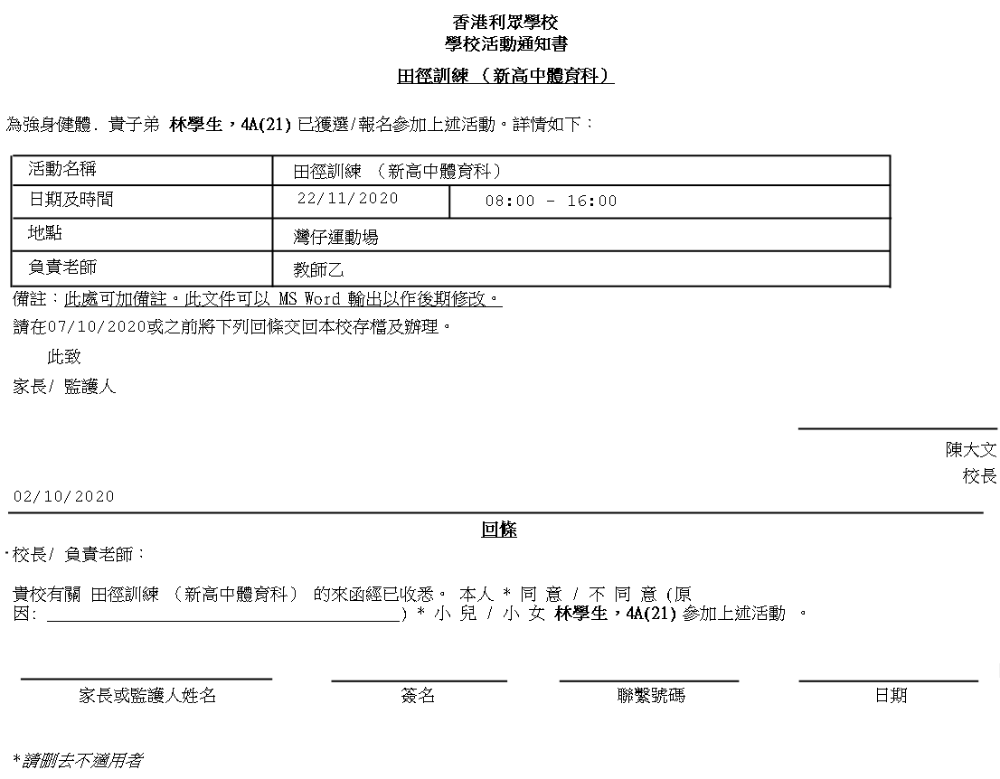 香港利眾學校
學校活動通知書
田徑訓練 （新高中體育科）
為強身健體. 貴子弟 林學生，4A(21) 已獲選/報名參加上述活動。詳情如下：
活動名稱 田徑訓練 （新高中體育科）
日期及時間 22/11/2020 08:00 - 16:00
地點 灣仔運動場
負責老師 教師乙
備註：此處可加備註。此文件可以 MS Word 輸出以作後期修改。
請在07/10/2020或之前將下列回條交回本校存檔及辦理。
此致
家長/ 監護人
陳大文
校長
02/10/2020
回條
校長/ 負責老師：
貴校有關 田徑訓練 （新高中體育科） 的來函經已收悉。 本人 * 同 意 / 不 同 意 (原
因: ________________________________________) * 小 兒 / 小 女 林學生，4A(21) 參加上述活動 。
家長或監護人姓名 簽名 聯繫號碼 日期
*請刪去不適用者